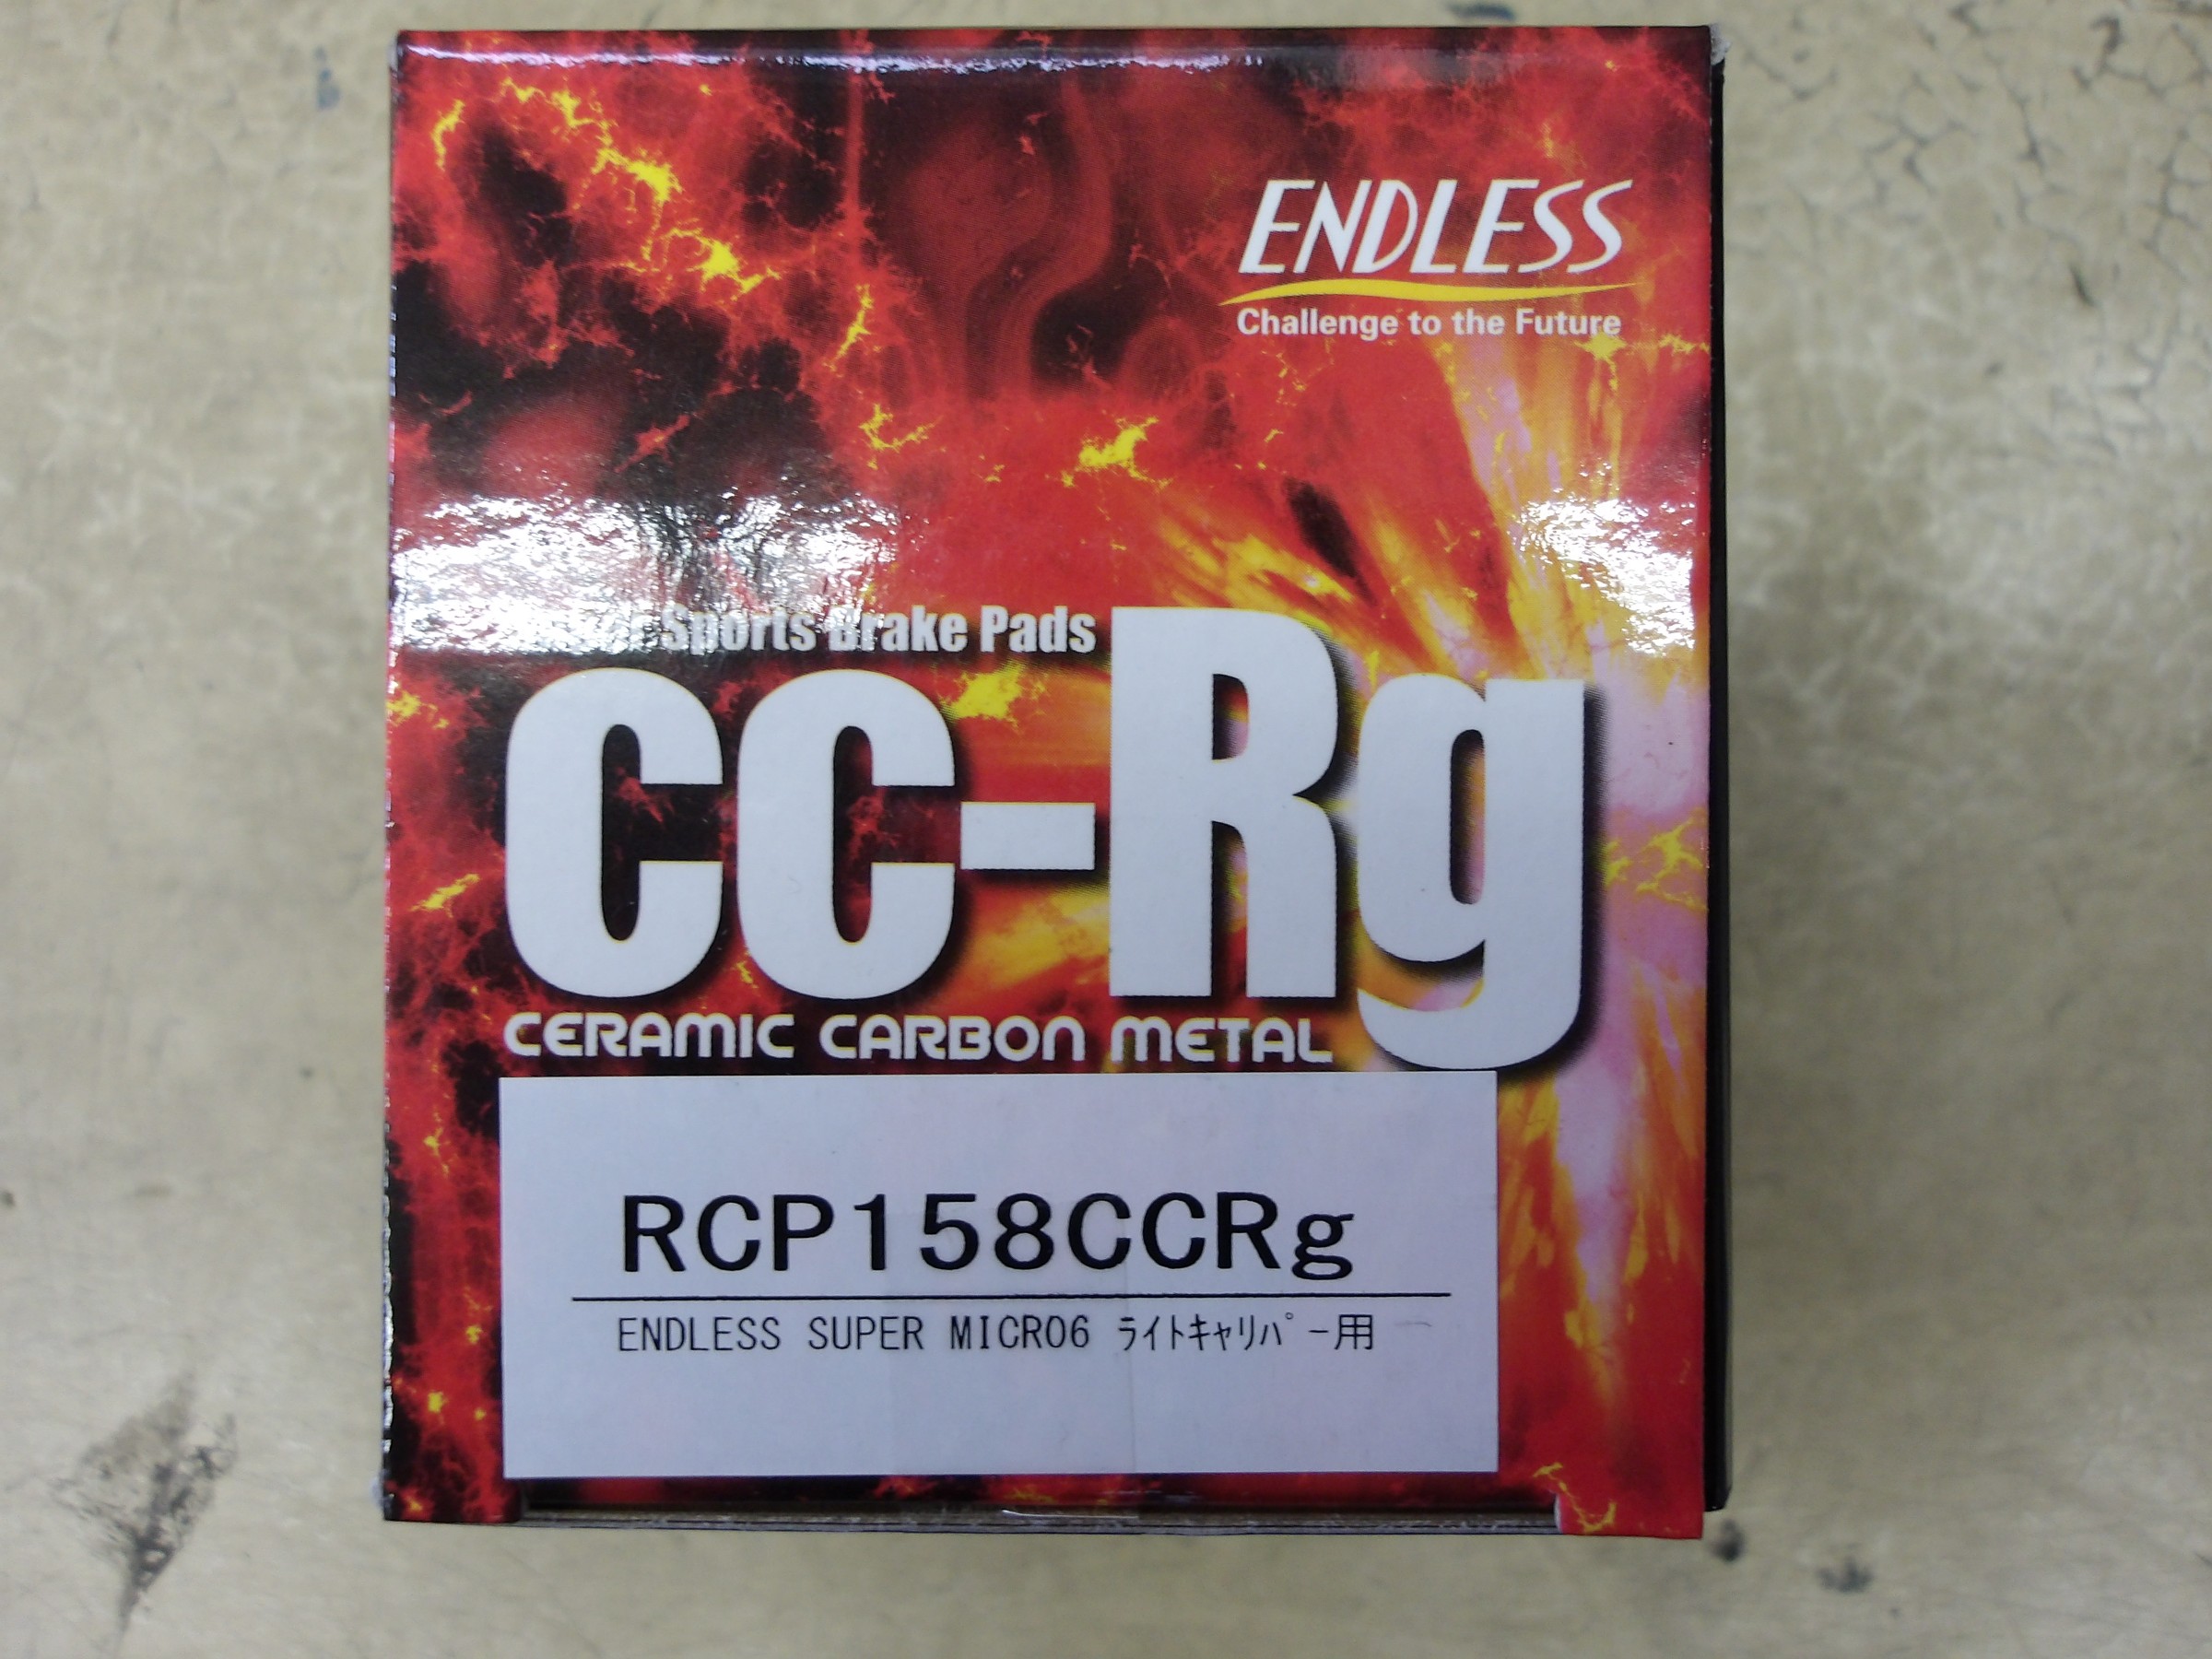 ENDLESS
Challenge to the Future
Sports Brake Pads
CC-Rg
CERAMIC CARBON METAL
RCP158CCRg
ENDLESS SUPER MICRO6 ﾗｲﾄｷｬﾘﾊﾟｰ用